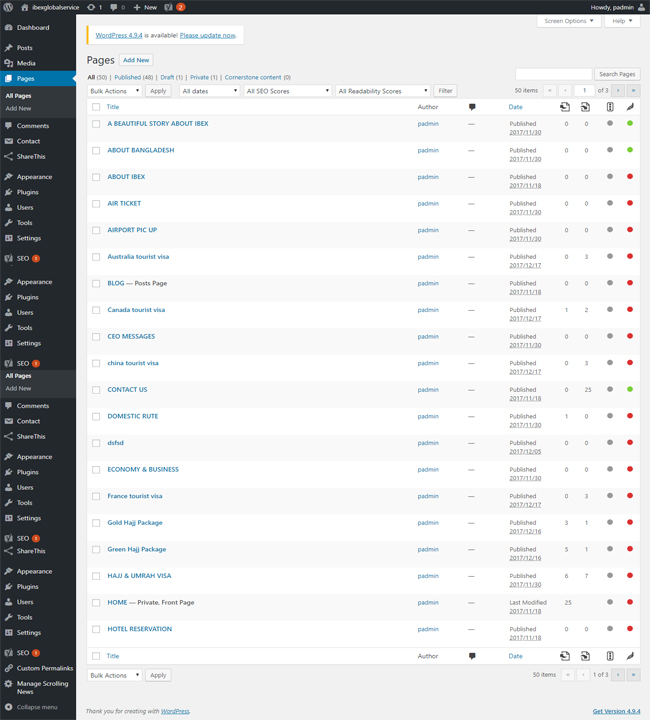 ibexglobalservice 1 0 + New 2 Howdy, padmin
Screen Options Help
WordPress 4.9.4 is available! Please update now.
Pages Add New
All (50) | Published (48) | Draft (1) | Private (1) | Cornerstone content (0)
Search Pages
Bulk Actions Apply All dates All SEO Scores All Readability Scores Filter 50 items « ‹ 1 of 3 › »
Title Author Date
A BEAUTIFUL STORY ABOUT IBEX padmin — Published 0 0
2017/11/30
ABOUT BANGLADESH padmin — Published 0 0
2017/11/30
ABOUT IBEX padmin — Published 0 0
2017/11/18
AIR TICKET padmin — Published 0 0
2017/11/30
AIRPORT PIC UP padmin — Published 0 0
2017/11/30
Australia tourist visa padmin — Published 0 3
2017/12/17
BLOG — Posts Page padmin — Published 0 0
2017/11/18
Canada tourist visa padmin — Published 1 2
2017/12/17
CEO MESSAGES padmin — Published 0 0
2017/11/30
china tourist visa padmin — Published 0 3
2017/12/17
CONTACT US padmin — Published 0 25
2017/11/18
DOMESTIC RUTE padmin — Published 1 0
2017/11/30
dsfsd padmin — Published 0 0
2017/12/05
ECONOMY & BUSINESS padmin — Published 0 0
2017/11/30
France tourist visa padmin — Published 0 3
2017/12/17
Gold Hajj Package padmin — Published 3 1
2017/12/16
Green Hajj Package padmin — Published 5 1
2017/12/16
HAJJ & UMRAH VISA padmin — Published 6 7
2017/11/30
HOME — Private, Front Page padmin — Last Modified 25
2017/11/18
HOTEL RESERVATION padmin — Published 0 0
2017/11/18
Title Author Date
Bulk Actions Apply 50 items « ‹ 1 of 3 › »
Thank you for creating with WordPress. Get Version 4.9.4
Dashboard
Posts
Media
Pages
All Pages
Add New
Comments
Contact
ShareThis
Appearance
Plugins
Users
Tools
Settings
SEO 1
Appearance
Plugins
Users
Tools
Settings
SEO 1
All Pages
Add New
Comments
Contact
ShareThis
Appearance
Plugins
Users
Tools
Settings
SEO 1
ShareThis
Appearance
Plugins
Users
Tools
Settings
SEO 1
Custom Permalinks
Manage Scrolling
News
Collapse menu